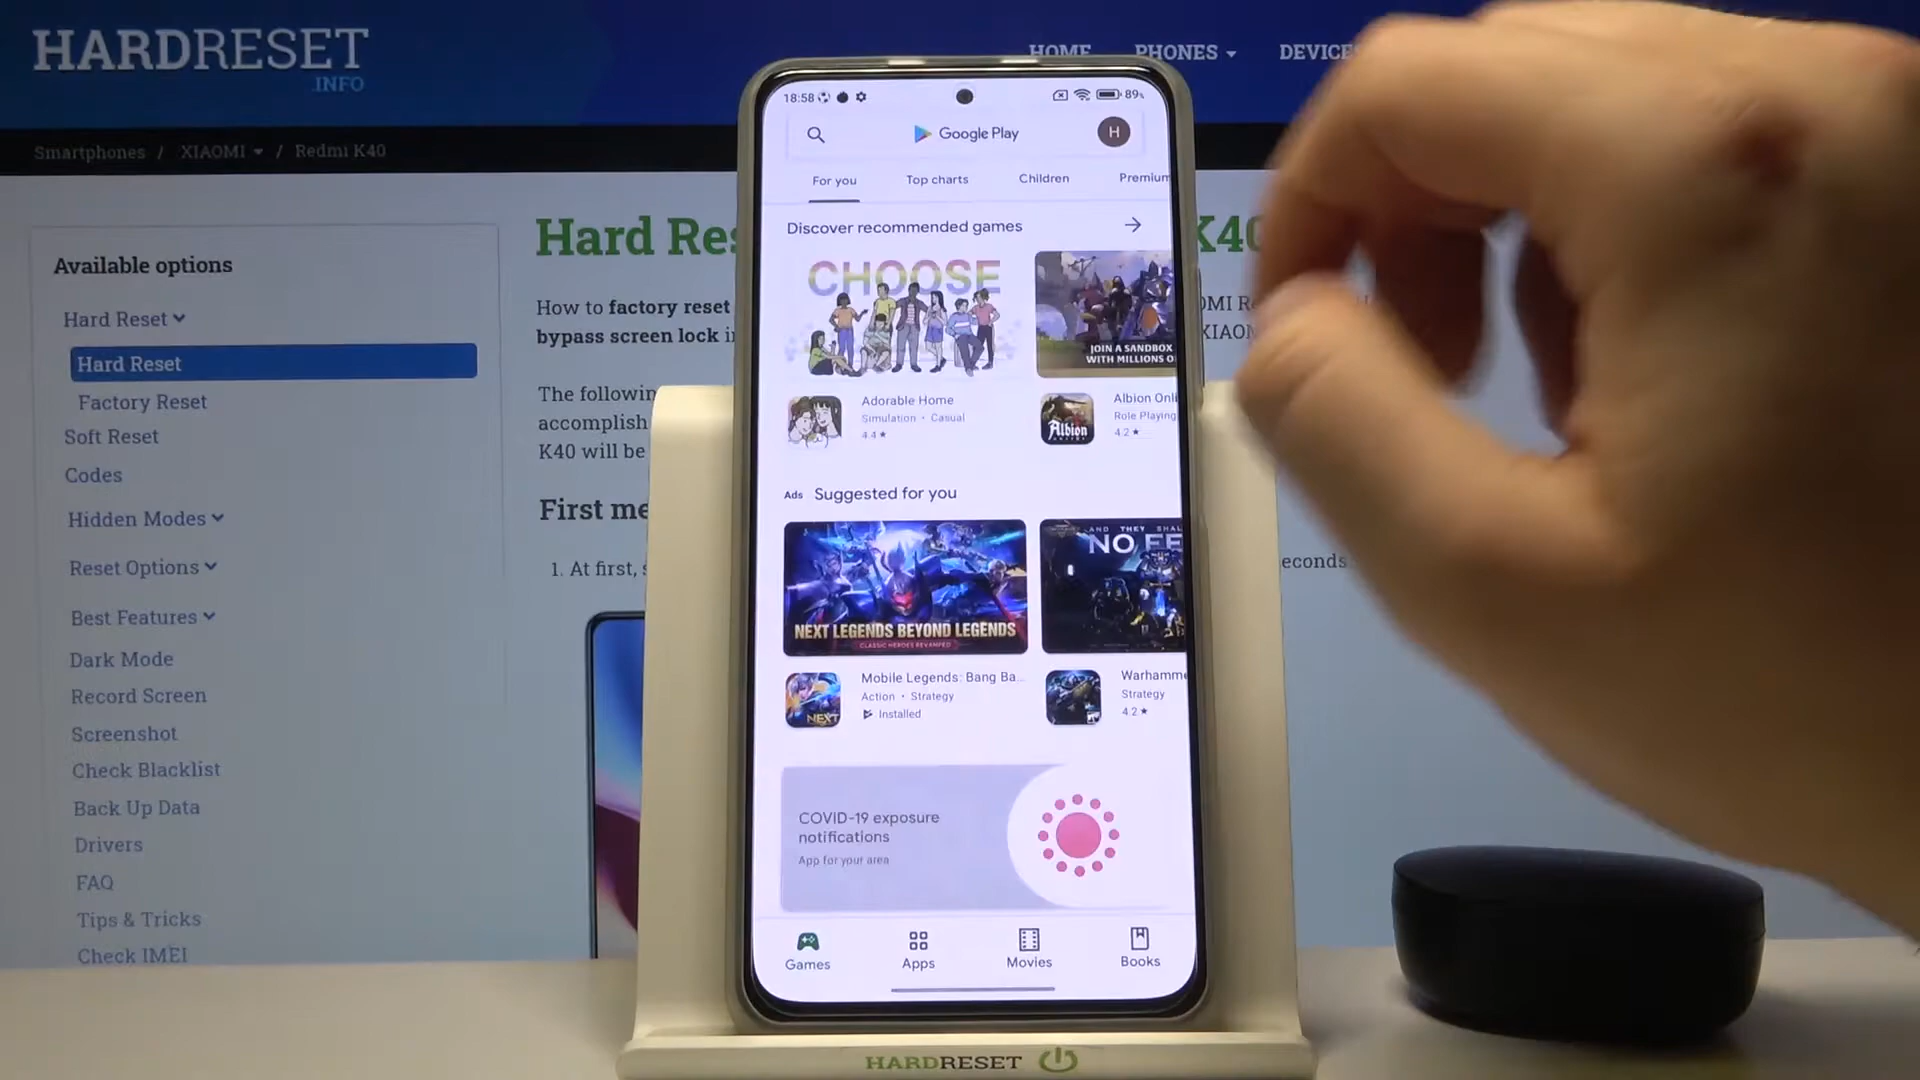 HARDRESET
.INFO
HOME PHONES DEVICES
Smartphones / XIAOMI / Redmi K40
Available options
Hard Reset
Hard Reset
Factory Reset
Soft Reset
Codes
Hidden Modes
Reset Options
Best Features
Dark Mode
Record Screen
Screenshot
Check Blacklist
Back Up Data
Drivers
FAQ
Tips & Tricks
Check IMEI
Hard Res
K40
How to factory reset
bypass screen lock i
XIAOM
The following
accomplish
K40 will be
First me
1. At first, s
econds
18:58
89%
Google Play
H
For you Top charts Children Premium
Discover recommended games
CHOOSE
JOIN A SANDBOX
WITH MILLIONS O
Adorable Home
Simulation • Casual
4.4 ★
Albion
Albion Onli
Role Playing
4.2 ★
Ads Suggested for you
NEXT LEGENDS BEYOND LEGENDS
CLASSIC HEROES REVAMPED
AND THEY SHAL
NO FE
NEXT
Mobile Legends: Bang Ba...
Action • Strategy
Installed
Warhamme
Strategy
4.2 ★
COVID-19 exposure
notifications
App for your area
Games Apps Movies Books
HARDRESET